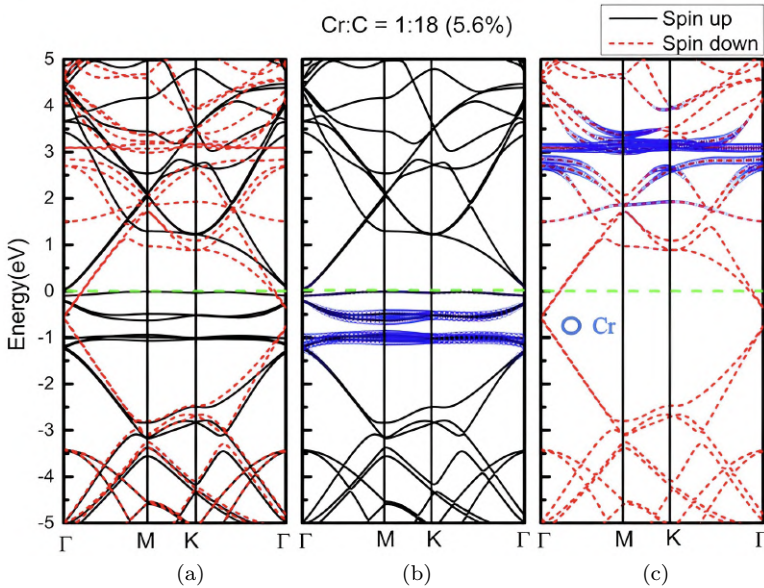 Cr:C = 1:18 (5.6%)
Spin up
Spin down
Energy(eV)
5
4
3
2
1
0
-1
-2
-3
-4
-5
Cr
Γ M K Γ
Γ M K Γ
Γ M K Γ
(a) (b) (c)